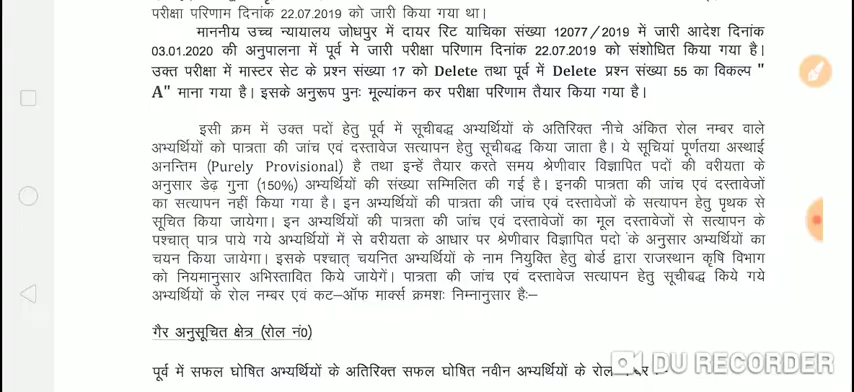 परीक्षा परिणाम दिनांक 22.07.2019 को जारी किया गया था।
माननीय उच्च न्यायालय जोधपुर में दायर रिट याचिका संख्या 12077/2019 में जारी आदेश दिनांक
03.01.2020 की अनुपालना में पूर्व मे जारी परीक्षा परिणाम दिनांक 22.07.2019 को संशोधित किया गया है।
उक्त परीक्षा में मास्टर सेट के प्रश्न संख्या 17 को Delete तथा पूर्व में Delete प्रश्न संख्या 55 का विकल्प "
A" माना गया है। इसके अनुरूप पुनः मूल्यांकन कर परीक्षा परिणाम तैयार किया गया है।
इसी क्रम में उक्त पदों हेतु पूर्व में सूचीबद्ध अभ्यर्थियों के अतिरिक्त नीचे अंकित रोल नम्बर वाले
अभ्यर्थियों को पात्रता की जांच एवं दस्तावेज सत्यापन हेतु सूचीबद्ध किया जाता है। ये सूचियां पूर्णतया अस्थाई
अनन्तिम (Purely Provisional) है तथा इन्हें तैयार करते समय श्रेणीवार विज्ञापित पदों की वरीयता के
अनुसार डेढ़ गुना (150%) अभ्यर्थियों की संख्या सम्मिलित की गई है। इनकी पात्रता की जांच एवं दस्तावेजों
का सत्यापन नहीं किया गया है। इन अभ्यर्थियों की पात्रता की जांच एवं दस्तावेजों के सत्यापन हेतु पृथक से
सूचित किया जायेगा। इन अभ्यर्थियों की पात्रता की जांच एवं दस्तावेजों का मूल दस्तावेजों से सत्यापन के
पश्चात् पात्र पाये गये अभ्यर्थियों में से वरीयता के आधार पर श्रेणीवार विज्ञापित पदो के अनुसार अभ्यर्थियों का
चयन किया जायेगा। इसके पश्चात् चयनित अभ्यर्थियों के नाम नियुक्ति हेतु बोर्ड द्वारा राजस्थान कृषि विभाग
को नियमानुसार अभिस्तावित किये जायेगें। पात्रता की जांच एवं दस्तावेज सत्यापन हेतु सूचीबद्ध किये गये
अभ्यर्थियों के रोल नम्बर एवं कट–ऑफ मार्क्स क्रमशः निम्नानुसार हैः–
गैर अनुसूचित क्षेत्र (रोल नं0)
पूर्व में सफल घोषित अभ्यर्थियों के अतिरिक्त सफल घोषित नवीन अभ्यर्थियों के रोल
DU RECORDER